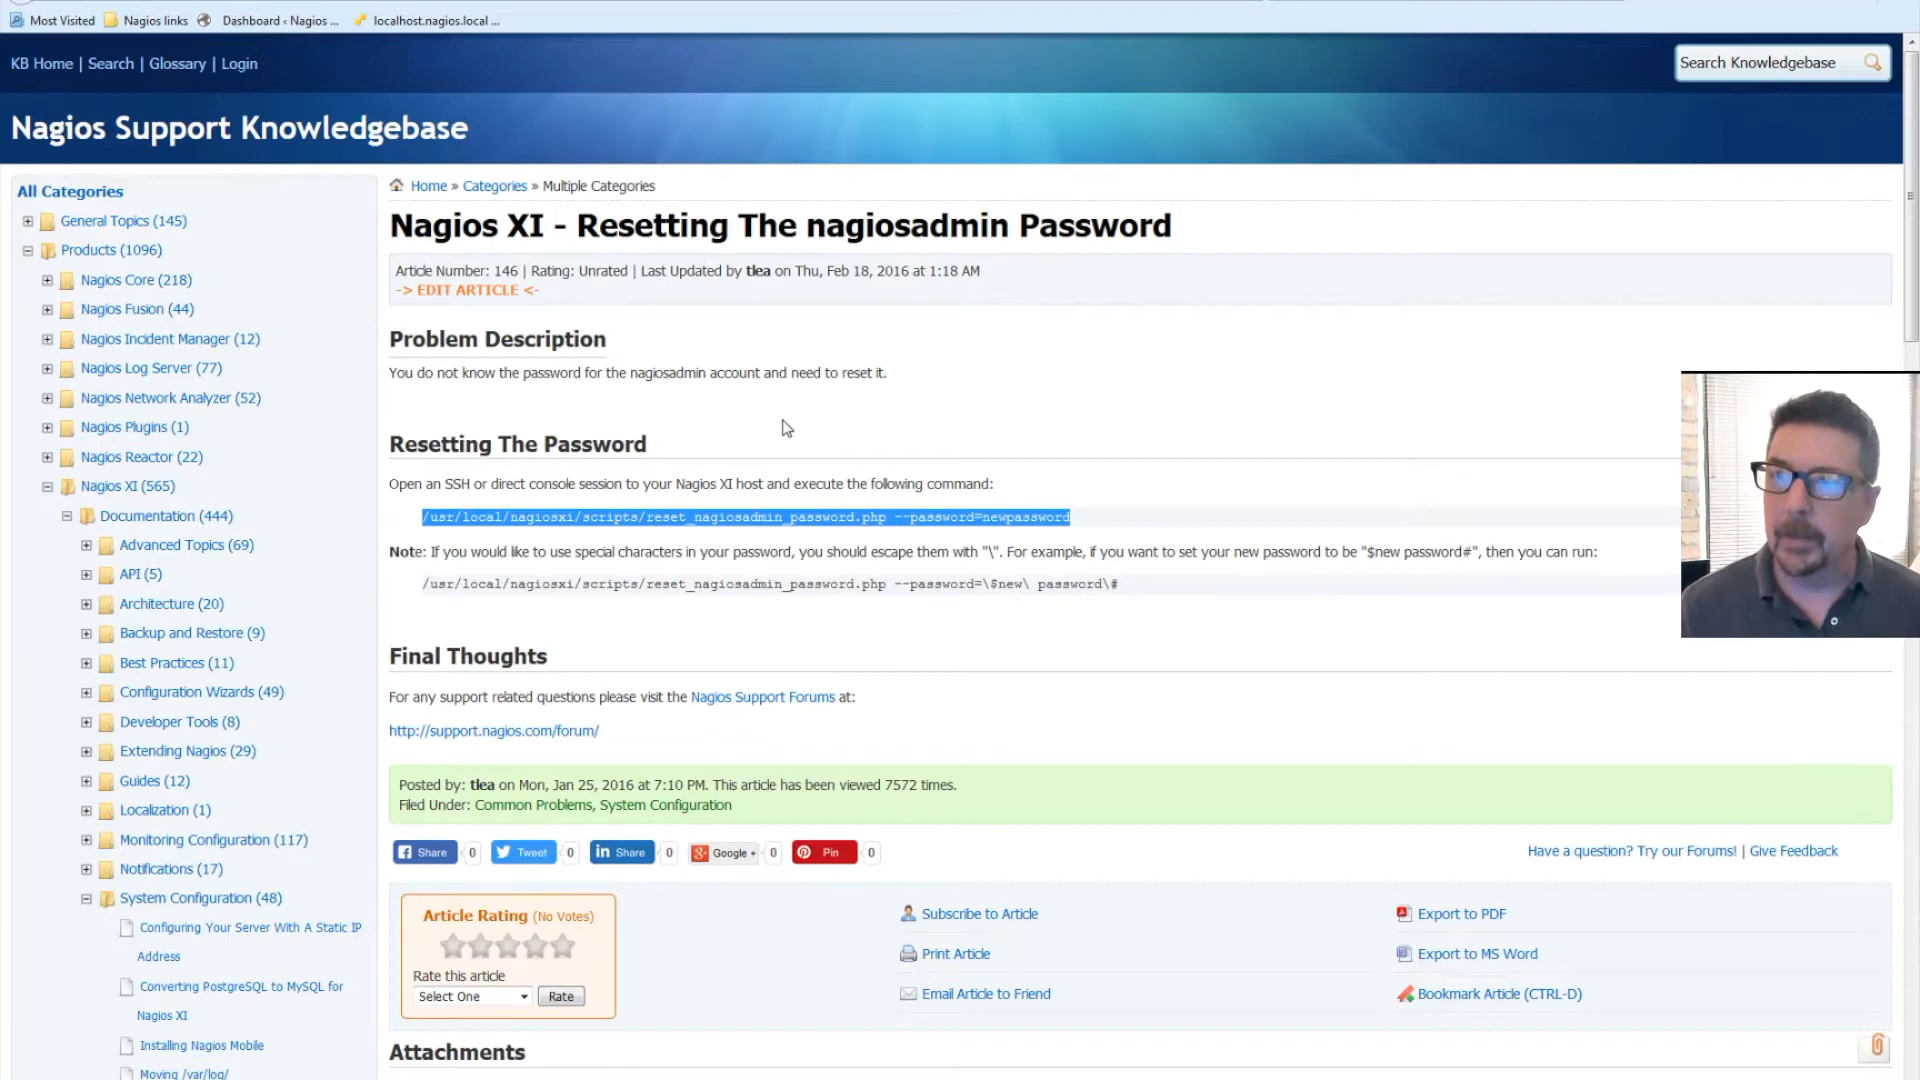 Most Visited Nagios links Dashboard ‹ Nagios ... localhost.nagios.local ...
KB Home | Search | Glossary | Login
Search Knowledgebase
Nagios Support Knowledgebase
All Categories
General Topics (145)
Products (1096)
Nagios Core (218)
Nagios Fusion (44)
Nagios Incident Manager (12)
Nagios Log Server (77)
Nagios Network Analyzer (52)
Nagios Plugins (1)
Nagios Reactor (22)
Nagios XI (565)
Documentation (444)
Advanced Topics (69)
API (5)
Architecture (20)
Backup and Restore (9)
Best Practices (11)
Configuration Wizards (49)
Developer Tools (8)
Extending Nagios (29)
Guides (12)
Localization (1)
Monitoring Configuration (117)
Notifications (17)
System Configuration (48)
Configuring Your Server With A Static IP
Address
Converting PostgreSQL to MySQL for
Nagios XI
Installing Nagios Mobile
Moving /var/log/
Home » Categories » Multiple Categories
Nagios XI - Resetting The nagiosadmin Password
Article Number: 146 | Rating: Unrated | Last Updated by tlea on Thu, Feb 18, 2016 at 1:18 AM
-> EDIT ARTICLE <-
Problem Description
You do not know the password for the nagiosadmin account and need to reset it.
Resetting The Password
Open an SSH or direct console session to your Nagios XI host and execute the following command:
/usr/local/nagiosxi/scripts/reset_nagiosadmin_password.php --password=newpassword
Note: If you would like to use special characters in your password, you should escape them with "\". For example, if you want to set your new password to be "$new password#", then you can run:
/usr/local/nagiosxi/scripts/reset_nagiosadmin_password.php --password=\$new\ password\#
Final Thoughts
For any support related questions please visit the Nagios Support Forums at:
http://support.nagios.com/forum/
Posted by: tlea on Mon, Jan 25, 2016 at 7:10 PM. This article has been viewed 7572 times.
Filed Under: Common Problems, System Configuration
Share 0 Tweet 0 Share 0 Google + 0 Pin 0
Have a question? Try our Forums! | Give Feedback
Article Rating (No Votes)
Rate this article
Select One Rate
Subscribe to Article
Print Article
Email Article to Friend
Export to PDF
Export to MS Word
Bookmark Article (CTRL-D)
Attachments